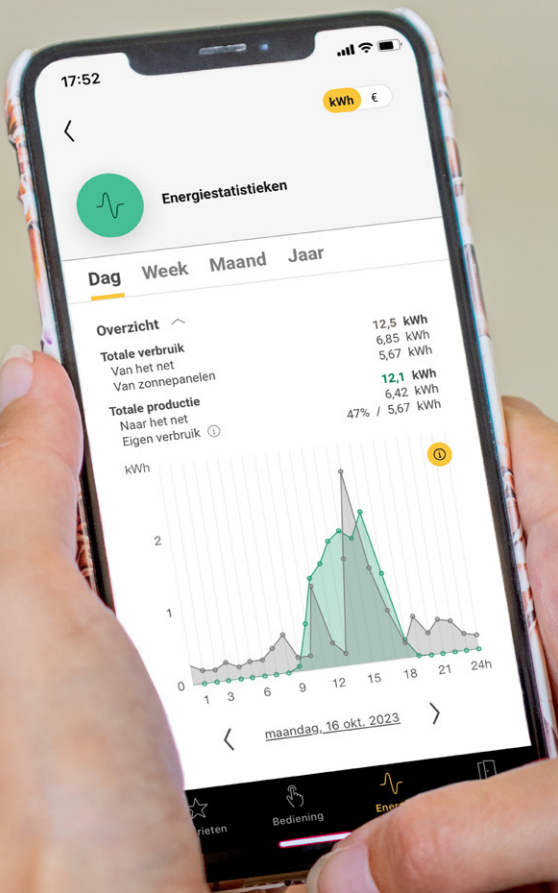 17:52
kWh €
Energiestatistieken
Dag Week Maand Jaar
Overzicht
Totale verbruik 12,5 kWh
Van het net 6,85 kWh
Van zonnepanelen 5,67 kWh
Totale productie 12,1 kWh
Naar het net 6,42 kWh
Eigen verbruik 47% / 5,67 kWh
kWh
2
1
0
1 3 6 9 12 15 18 21 24h
maandag, 16 okt. 2023
Bediening